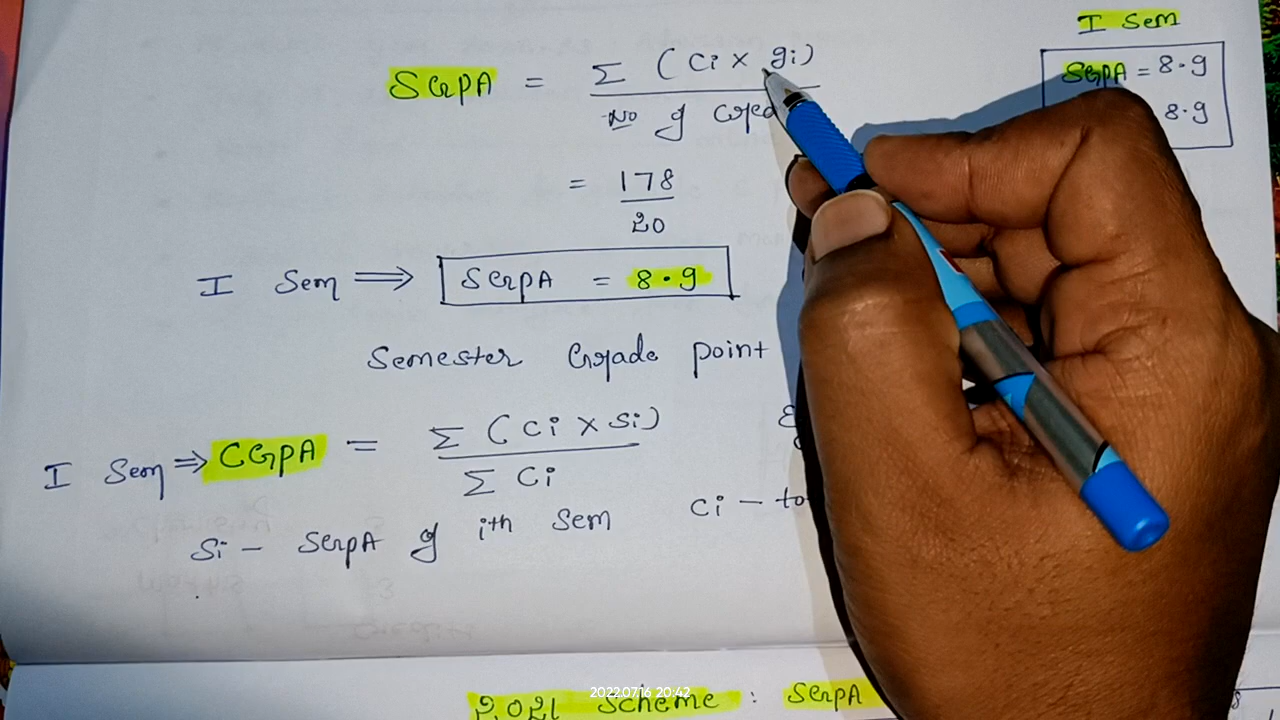 I Sem
SGPA = Σ (Ci × gi)
SGPA = 8.9
No of
8.9
= 178
20
I Sem ⇒ SGPA = 8.9
Semester Grade point
I Sem ⇒ CGPA = Σ (Ci × Si)
Σ Ci
Si - SGPA of ith Sem
Ci -
2021 Scheme : SGPA
2022.07.16 20:42